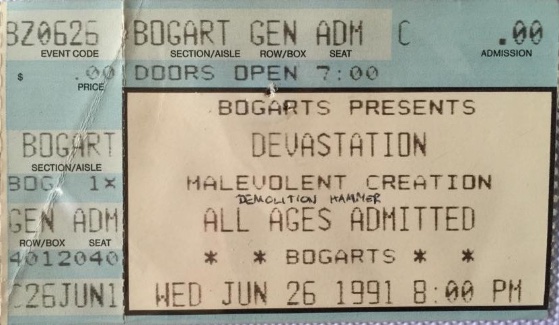 BZ0626
EVENT CODE
$ .00
PRICE
BOGART
SECTION/AISLE
BOG 1X
GEN ADM
ROW/BOX SEAT
4012040
C26JUN1
BOGART GEN ADM C .00
SECTION/AISLE ROW/BOX SEAT ADMISSION
DOORS OPEN 7:00
BOGARTS PRESENTS
DEVASTATION
MALEVOLENT CREATION
DEMOLITION HAMMER
ALL AGES ADMITTED
* * BOGARTS * *
WED JUN 26 1991 8:00 PM